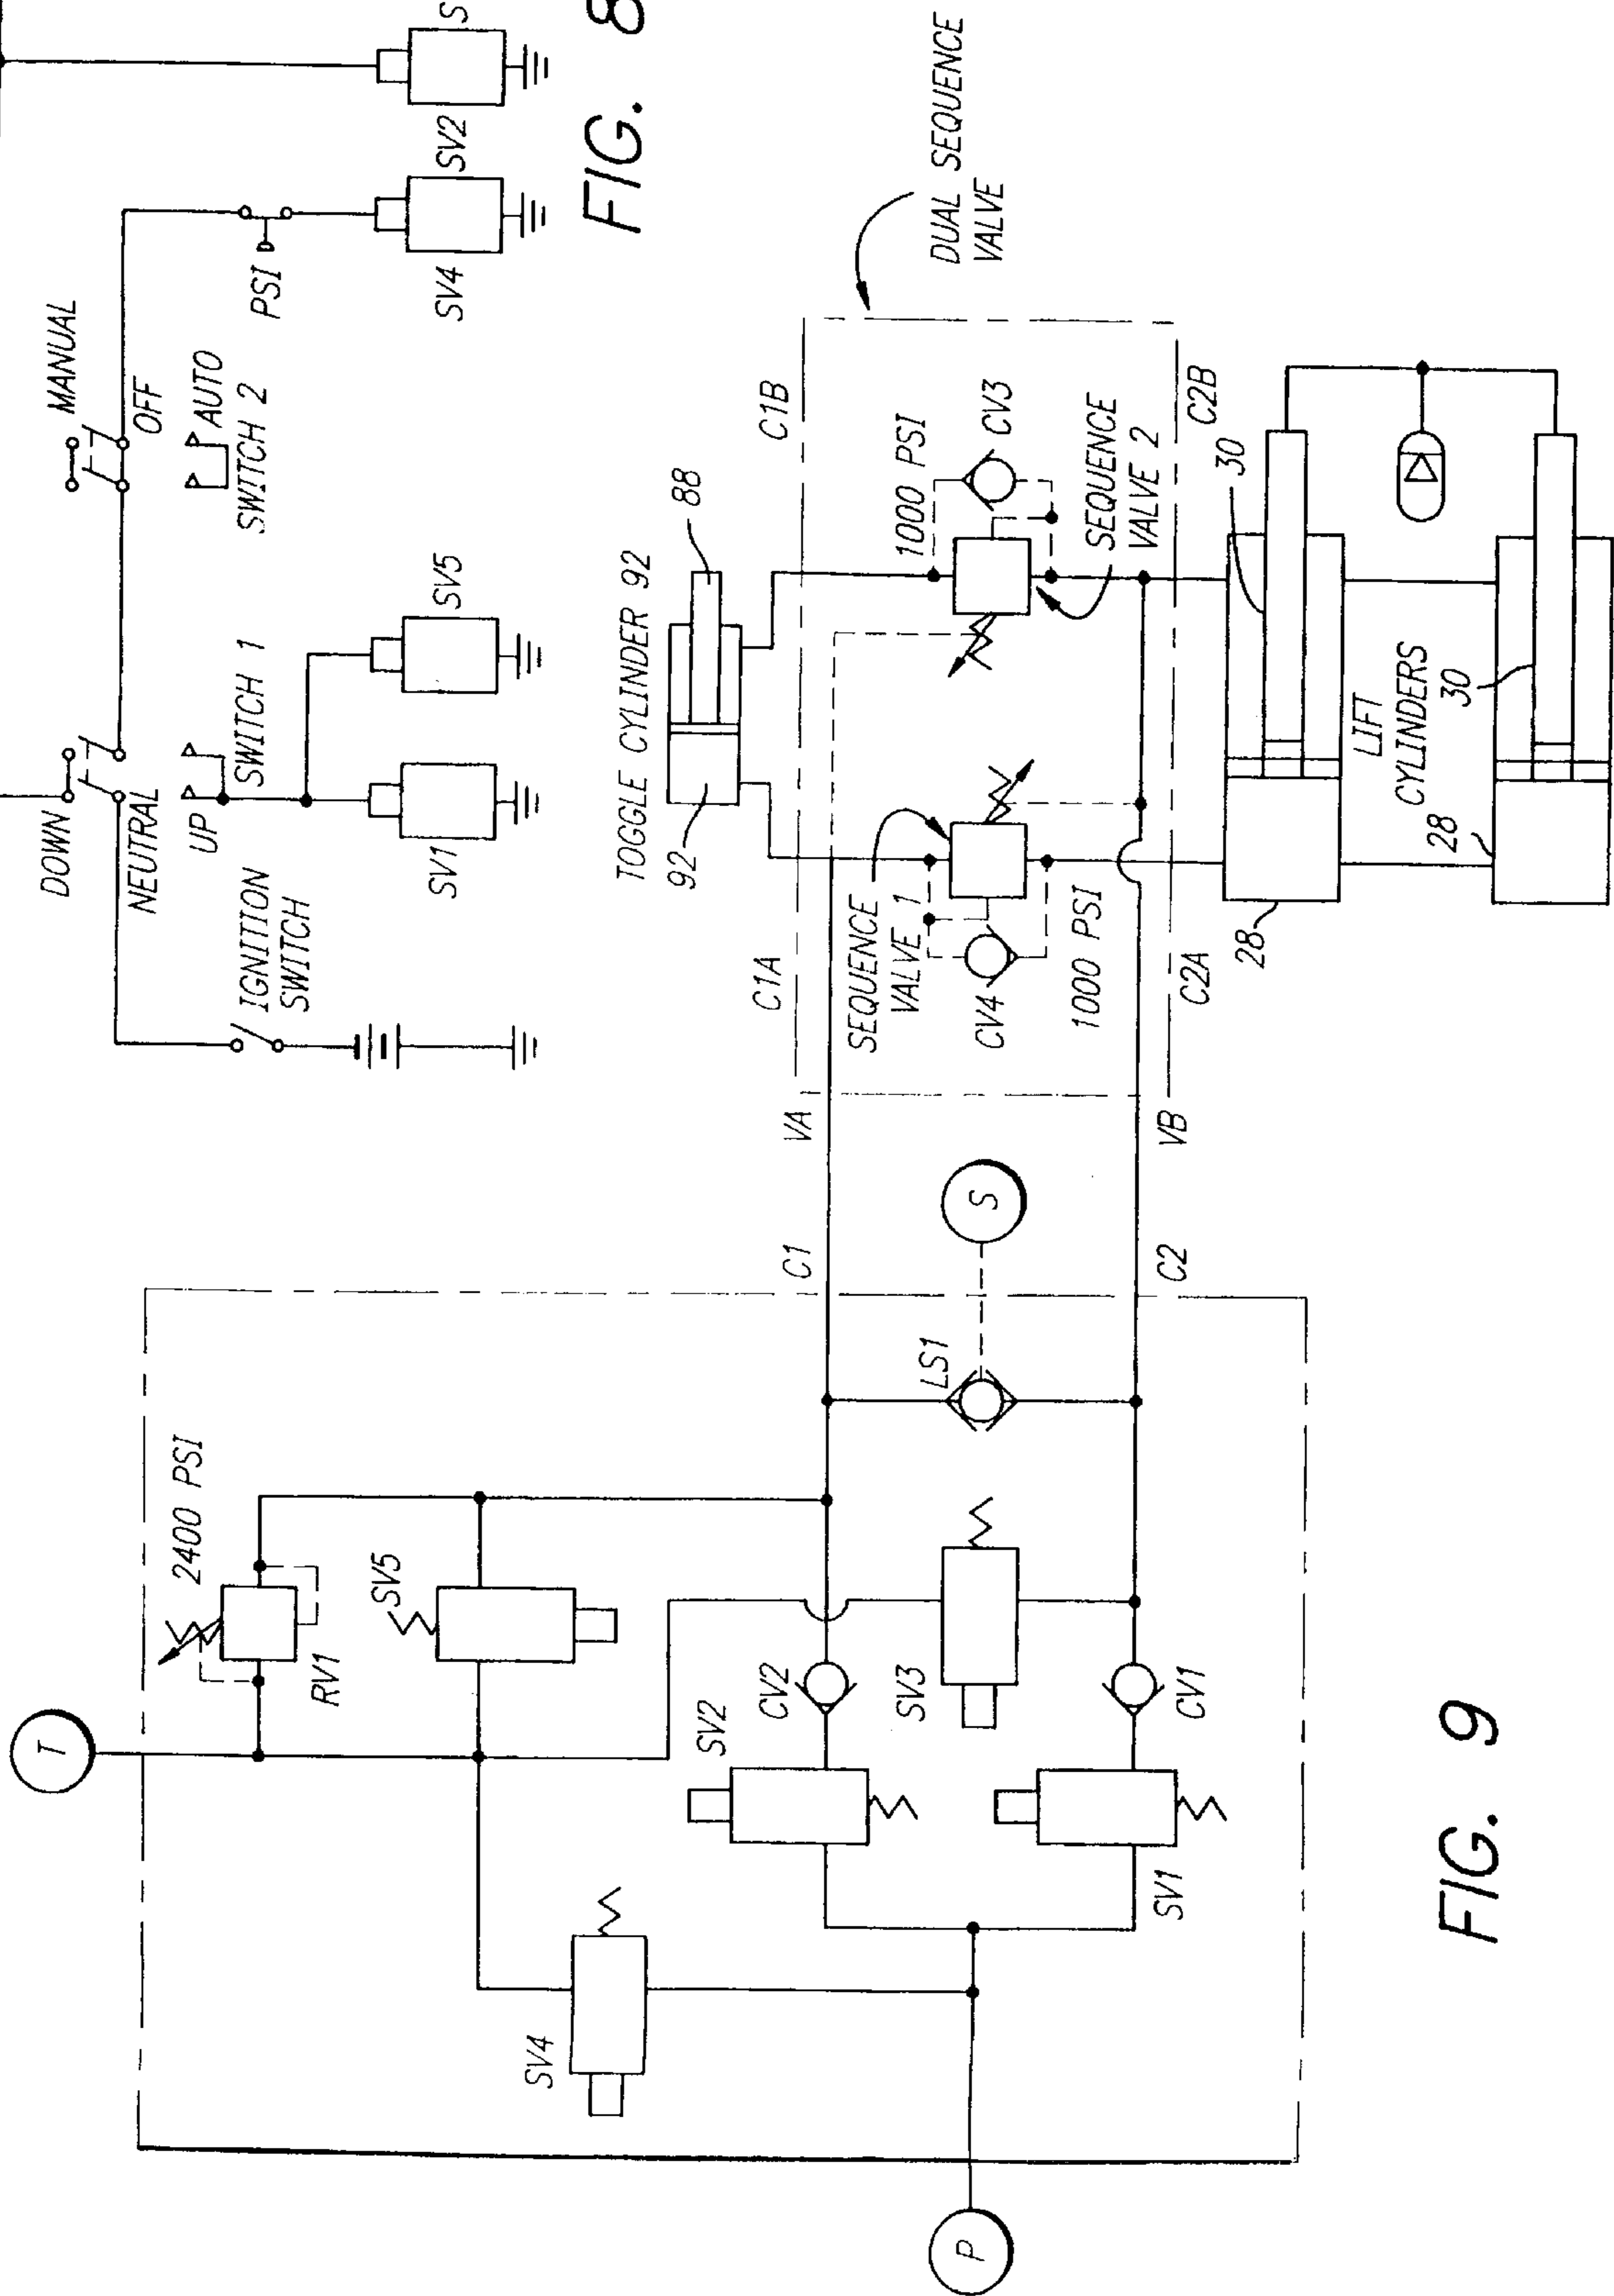 DOWN
NEUTRAL
UP
SWITCH 1
IGNITION
SWITCH
SV1
SV5
MANUAL
OFF
AUTO
SWITCH 2
PSI
SV4
SV2
S
FIG. 8
T
2400 PSI
RV1
SV5
SV4
SV2
CV2
SV3
CV1
SV1
P
LS1
S
C1
C2
VA
VB
TOGGLE CYLINDER 92
92
88
C1A
C1B
DUAL SEQUENCE
VALVE
SEQUENCE
VALVE 1
CV4
1000 PSI
1000 PSI
CV3
SEQUENCE
VALVE 2
C2A
C2B
28
30
LIFT
CYLINDERS
28
30
FIG. 9